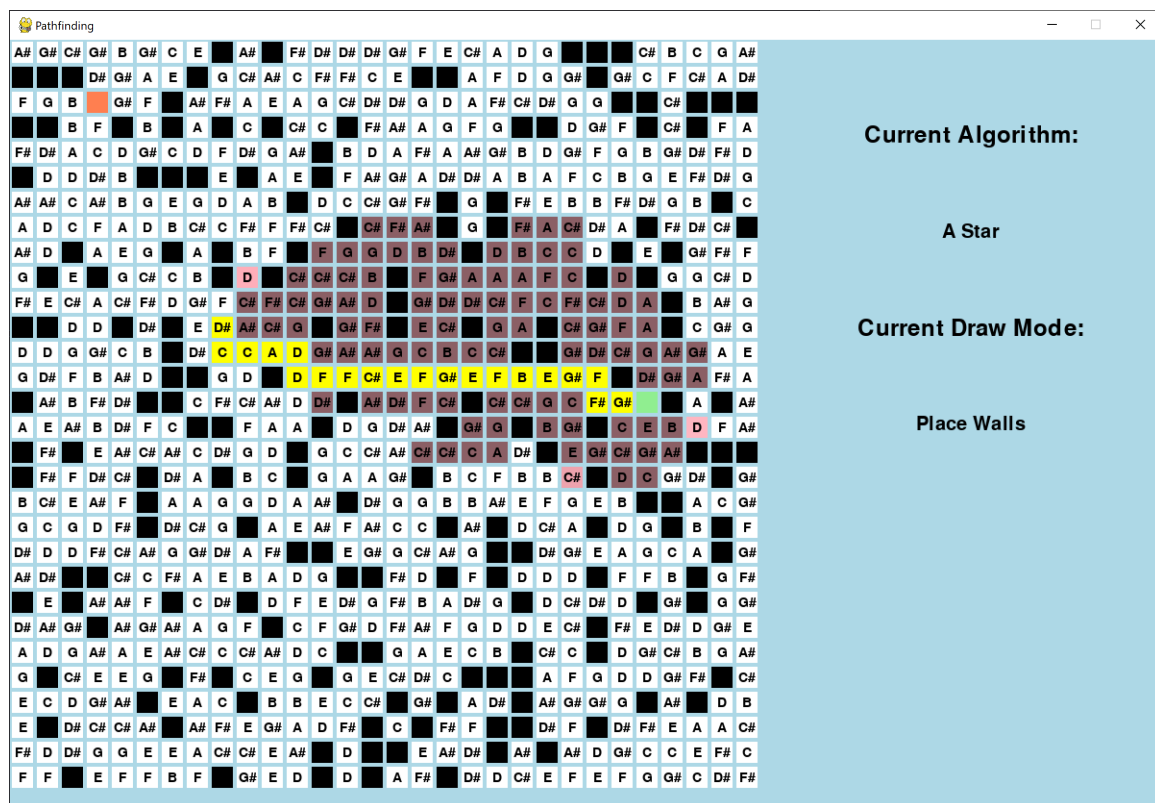 Pathfinding
A# G# C# G# B G# C E A# F# D# D# D# G# F E C# A D G C# B C G A#
D# G# A E G C# A# C F# F# C E A F D G G# G# C F C# A D#
F G B G# F A# F# A E A G C# D# D# G D A F# C# D# G G C#
B F B A C C# C F# A# A G F G D G# F C# F A
F# D# A C D G# C D F D# G A# B D A F# A A# G# B D G# F G B G# D# F# D
D D D# B E A E F A# G# A D# D# A B A F C B G E F# D# G
A# A# C A# B G E G D A B D C C# G# F# G F# E B B F# D# G B C
A D C F A D B C# C F# F F# C# C# F# A# G F# A C# D# A F# D# C#
A# D A E G A B F F G G D B D# D B C C D E G# F# F
G E G C# C B D C# C# C# B F G# A A A F C D G G C# D
F# E C# A C# F# D G# F C# F# C# G# A# D G# D# D# C# F C F# C# D A B A# G
D D D# E D# A# C# G G# F# E C# G A C# G# F A C G# G
D D G G# C B D# C C A D G# A# A# G C B C C# G# D# C# G A# G# A E
G D# F B A# D G D D F F C# E F G# E F B E G# F D# G# A F# A
A# B F# D# C F# C# A# D D# A# D# F C# C# C# G C F# G# A A#
A E A# B D# F C F A A D G D# A# G# G B G# C E B D F A#
F# E A# C# A# C D# G D G C C# A# C# C# C A D# E G# C# G# A#
F# F D# C# D# A B C G A A G# B C F B B C# D C G# D# G#
B C# E A# F A A G G D A A# D# G G B B A# E F G E B A C G#
G C G D F# D# C# G A E A# F A# C C A# D C# A D G B F
D# D D F# C# A# G G# D# A F# E G# G C# A# G D# G# E A G C A G#
A# D# C# C F# A E B A D G F# D F D D D F F B G F#
E A# A# F C D# D F E D# G F# B A D# G D C# D# D G# G G#
D# A# G# A# G# A# A G F C F G# D F# A# F G D D E C# F# E D# D G# E
A D G A# A E A# C# C C# A# D C G A E C B C# C D G# C# B G A#
G C# E E G F# C E G G E C# D# C A F G D D G# F# C#
E C D G# A# E A C B B E C C# G# A D# A# G# G# G A# D B
E D# C# C# A# A# F# E G# A D F# C F# F D# F D# F# E A A C#
F# D D# G G E E A C# C# E A# D E A# D# A# A# D G# C C E F# C
F F E F F B F G# E D D A F# D# D C# E F E F G G# C D# F#
Current Algorithm:
A Star
Current Draw Mode:
Place Walls